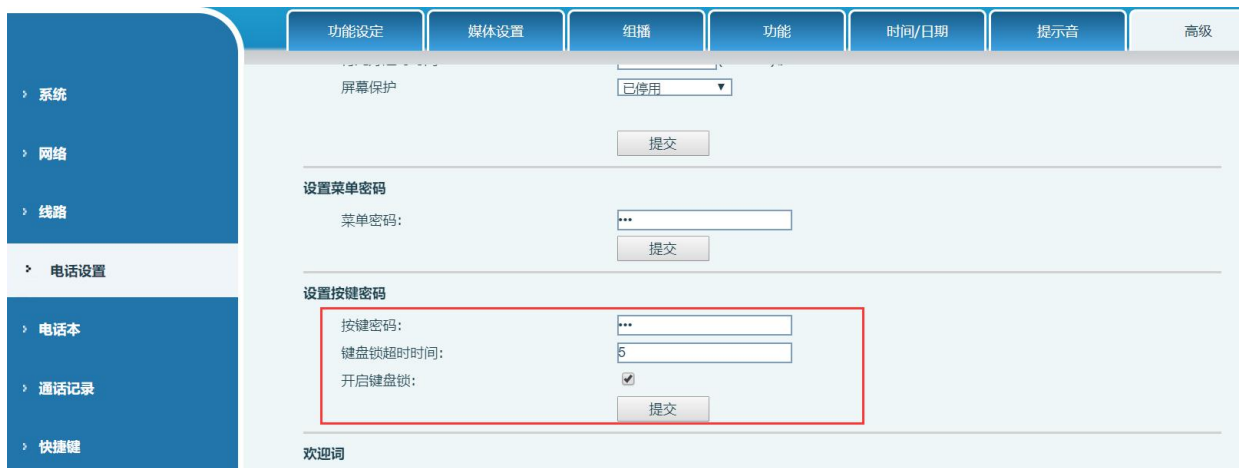 功能设定
媒体设置
组播
功能
时间/日期
提示音
高级
系统
网络
线路
电话设置
电话本
通话记录
快捷键
屏幕保护 已停用
提交
设置菜单密码
菜单密码: •••
提交
设置按键密码
按键密码: •••
键盘锁超时时间: 5
开启键盘锁:
提交
欢迎词